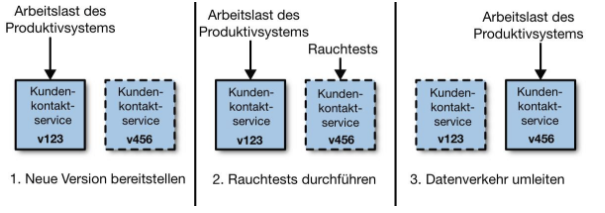 Arbeitslast des
Produktivsystems
Kunden-
kontakt-
service
v123
Kunden-
kontakt-
service
v456
1. Neue Version bereitstellen
Arbeitslast des
Produktivsystems
Rauchtests
Kunden-
kontakt-
service
v123
Kunden-
kontakt-
service
v456
2. Rauchtests durchführen
Arbeitslast des
Produktivsystems
Kunden-
kontakt-
service
v123
Kunden-
kontakt-
service
v456
3. Datenverkehr umleiten